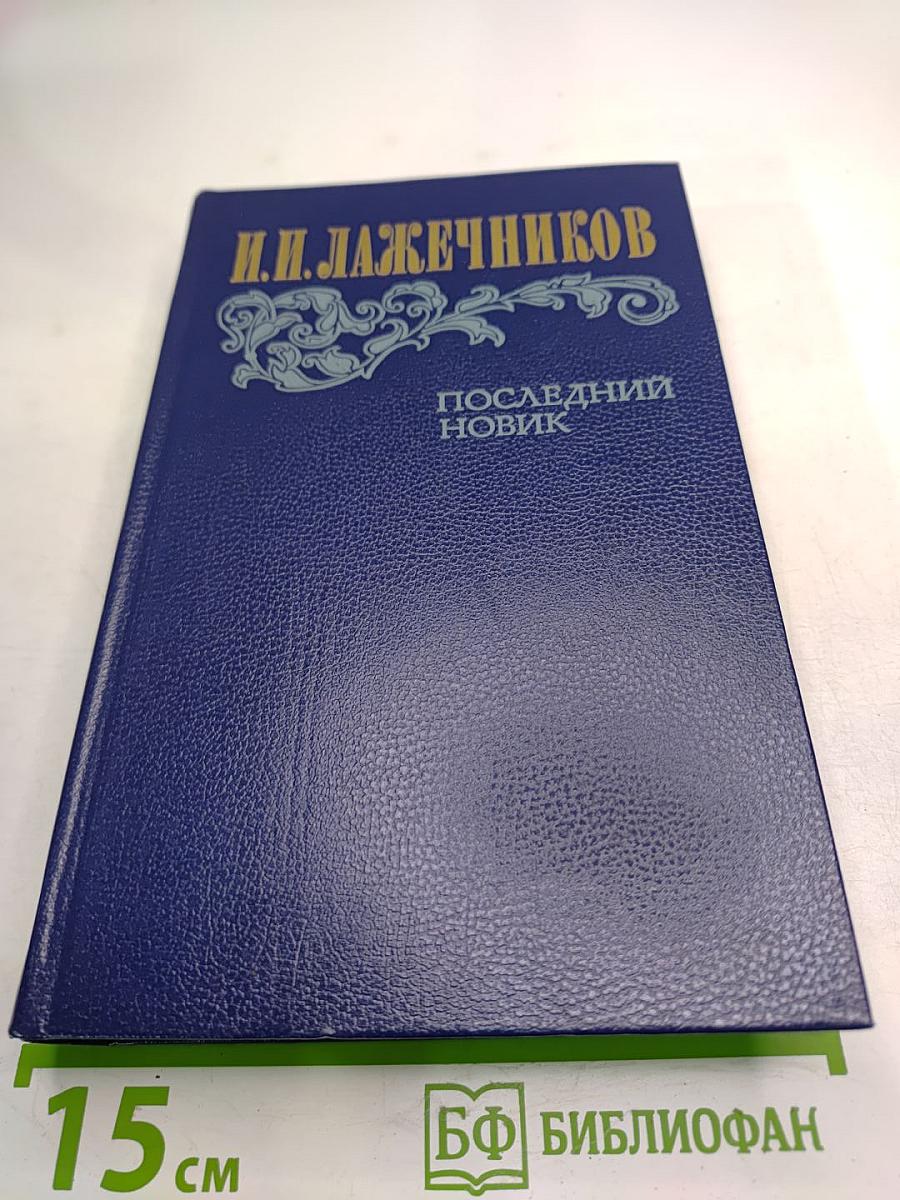 И.И. ЛАЖЕЧНИКОВ
ПОСЛЕДНИЙ
НОВИК
15 см
БФ БИБЛИОФАН